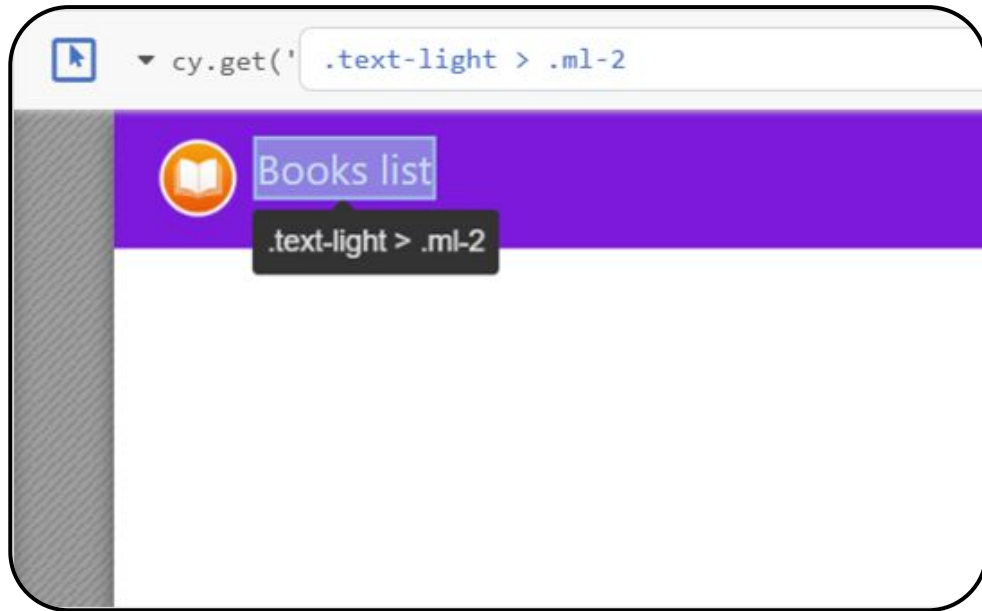 cy.get(' .text-light > .ml-2
Books list
.text-light > .ml-2